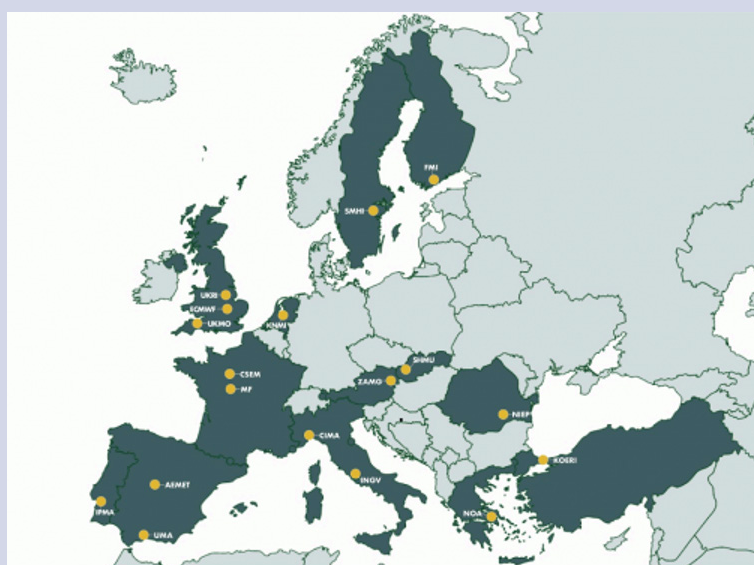 FMI
SMHI
UKRI
ECMWF
UKMO
KNMI
SHMU
ZAMG
CSEM
MF
NIEP
CIMA
KOERI
INGV
AEMET
IPMA
NOA
UMA